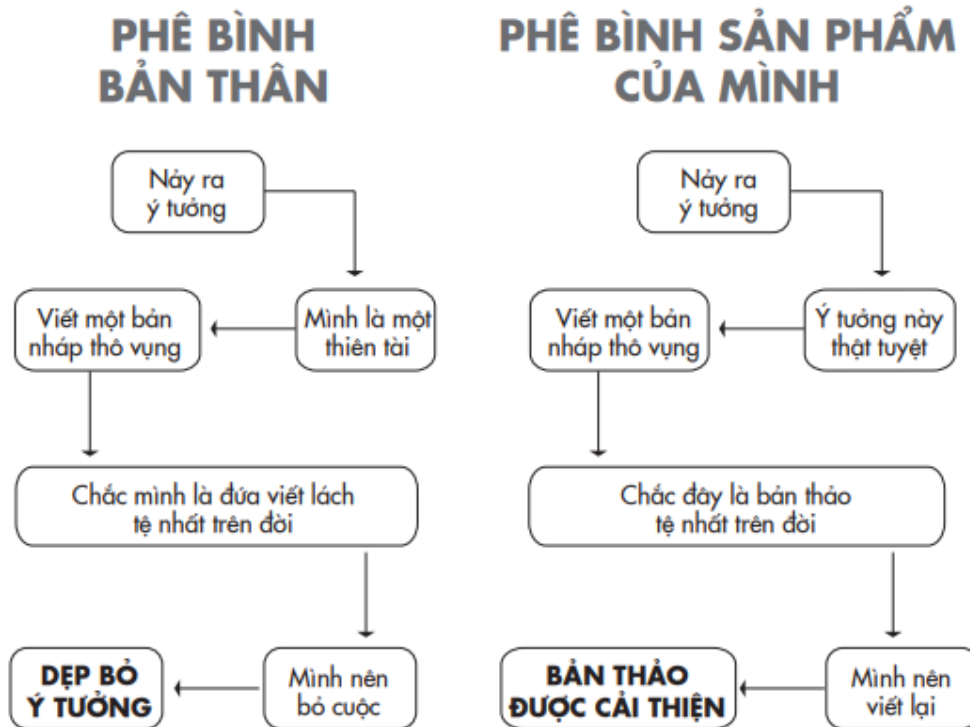 PHÊ BÌNH
BẢN THÂN
Nảy ra
ý tưởng
Mình là một
thiên tài
Viết một bản
nháp thô vụng
Chắc mình là đứa viết lách
tệ nhất trên đời
Mình nên
bỏ cuộc
DẸP BỎ
Ý TƯỞNG
PHÊ BÌNH SẢN PHẨM
CỦA MÌNH
Nảy ra
ý tưởng
Ý tưởng này
thật tuyệt
Viết một bản
nháp thô vụng
Chắc đây là bản thảo
tệ nhất trên đời
Mình nên
viết lại
BẢN THẢO
ĐƯỢC CẢI THIỆN